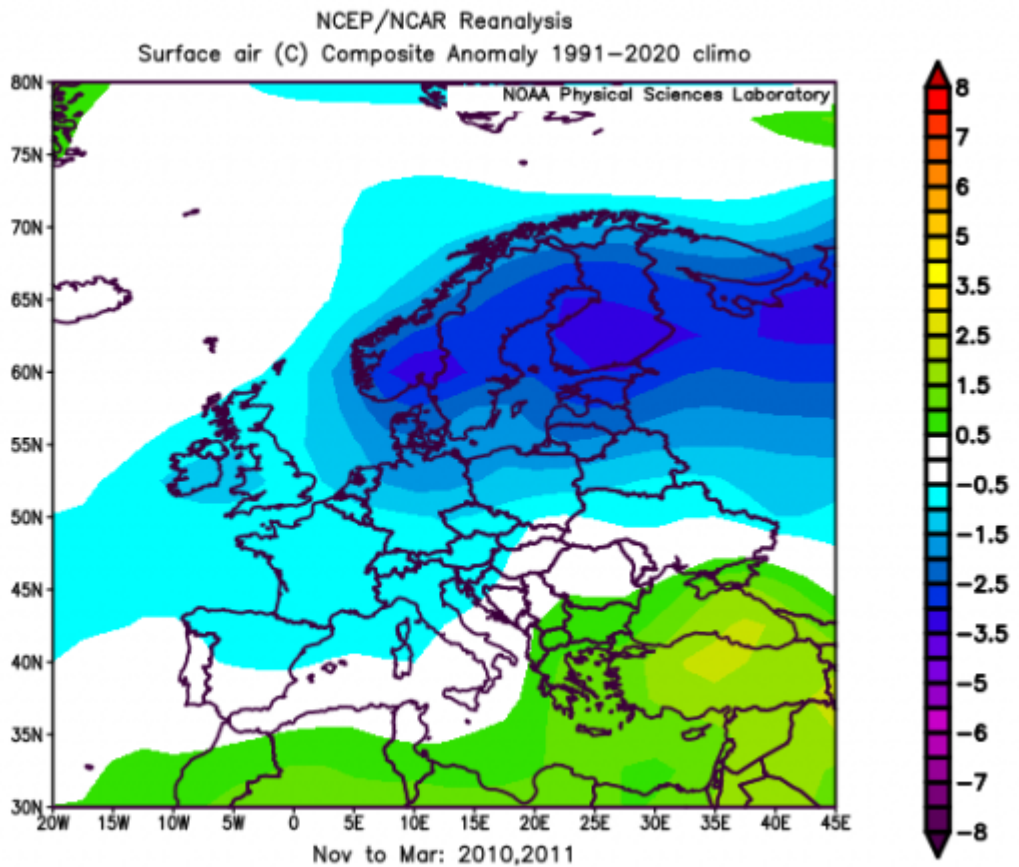 NCEP/NCAR Reanalysis
Surface air (C) Composite Anomaly 1991-2020 climo
NOAA Physical Sciences Laboratory
80N
75N
70N
65N
60N
55N
50N
45N
40N
35N
30N
20W 15W 10W 5W 0 5E 10E 15E 20E 25E 30E 35E 40E 45E
Nov to Mar: 2010,2011
8
7
6
5
3.5
2.5
1.5
0.5
-0.5
-1.5
-2.5
-3.5
-5
-6
-7
-8